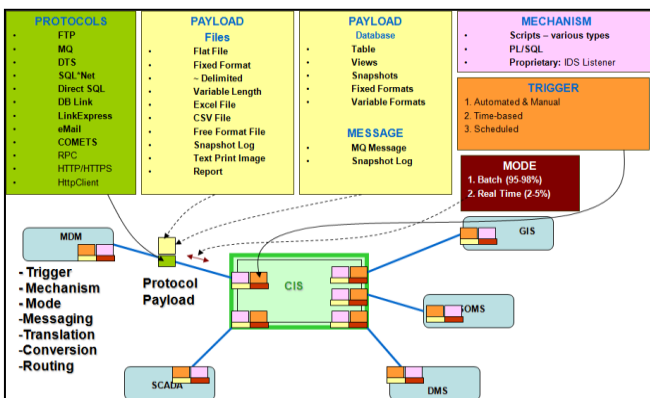 PROTOCOLS
FTP
MQ
DTS
SQL*Net
Direct SQL
DB Link
LinkExpress
eMail
COMETS
RPC
HTTP/HTTPS
HttpClient
PAYLOAD
Files
Flat File
Fixed Format
~ Delimited
Variable Length
Excel File
CSV File
Free Format File
Snapshot Log
Text Print Image
Report
PAYLOAD
Database
Table
Views
Snapshots
Fixed Formats
Variable Formats
MESSAGE
MQ Message
Snapshot Log
MECHANISM
Scripts – various types
PL/SQL
Proprietary: IDS Listener
TRIGGER
1. Automated & Manual
2. Time-based
3. Scheduled
MODE
1. Batch (95-98%)
2. Real Time (2-5%)
MDM
GIS
-Trigger
-Mechanism
-Mode
-Messaging
-Translation
-Conversion
-Routing
Protocol
Payload
CIS
SCADA
DMS